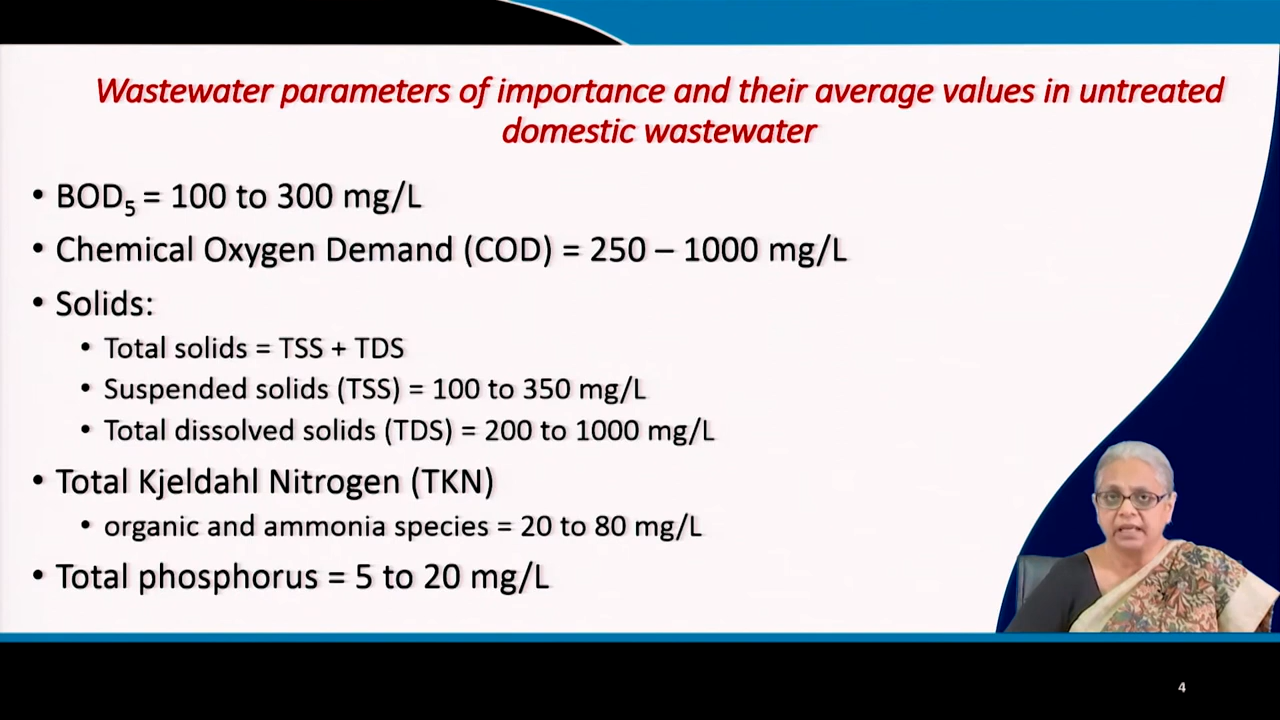 Wastewater parameters of importance and their average values in untreated
domestic wastewater
• BOD₅ = 100 to 300 mg/L
• Chemical Oxygen Demand (COD) = 250 – 1000 mg/L
• Solids:
• Total solids = TSS + TDS
• Suspended solids (TSS) = 100 to 350 mg/L
• Total dissolved solids (TDS) = 200 to 1000 mg/L
• Total Kjeldahl Nitrogen (TKN)
• organic and ammonia species = 20 to 80 mg/L
• Total phosphorus = 5 to 20 mg/L
4